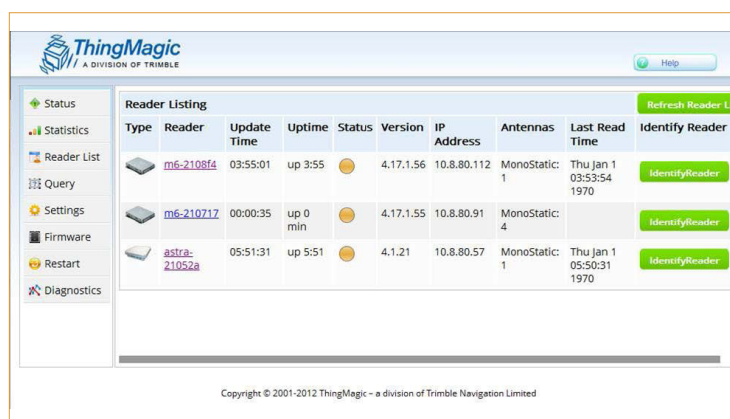 ThingMagic
A DIVISION OF TRIMBLE
Help
Status
Statistics
Reader List
Query
Settings
Firmware
Restart
Diagnostics
Reader Listing
Refresh Reader L
Type Reader Update Time Uptime Status Version IP Address Antennas Last Read Time Identify Reader
m6-2108f4 03:55:01 up 3:55 4.17.1.56 10.8.80.112 MonoStatic: 1 Thu Jan 1 03:53:54 1970 IdentifyReader
m6-210717 00:00:35 up 0 min 4.17.1.55 10.8.80.91 MonoStatic: 4 IdentifyReader
astra-21052a 05:51:31 up 5:51 4.1.21 10.8.80.57 MonoStatic: 1 Thu Jan 1 05:50:31 1970 IdentifyReader
Copyright © 2001-2012 ThingMagic – a division of Trimble Navigation Limited